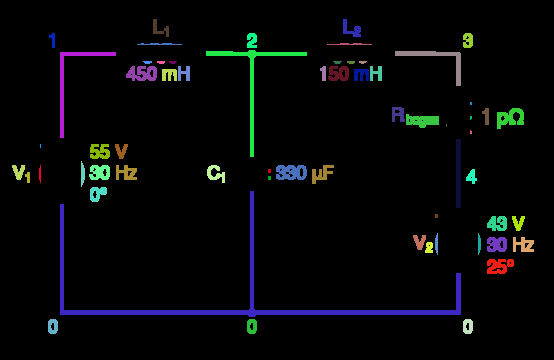 L1
L2
1
2
3
450 mH
150 mH
Rbogus
1 pΩ
V1
55 V
30 Hz
0°
C1
330 µF
4
V2
43 V
30 Hz
25°
0
0
0